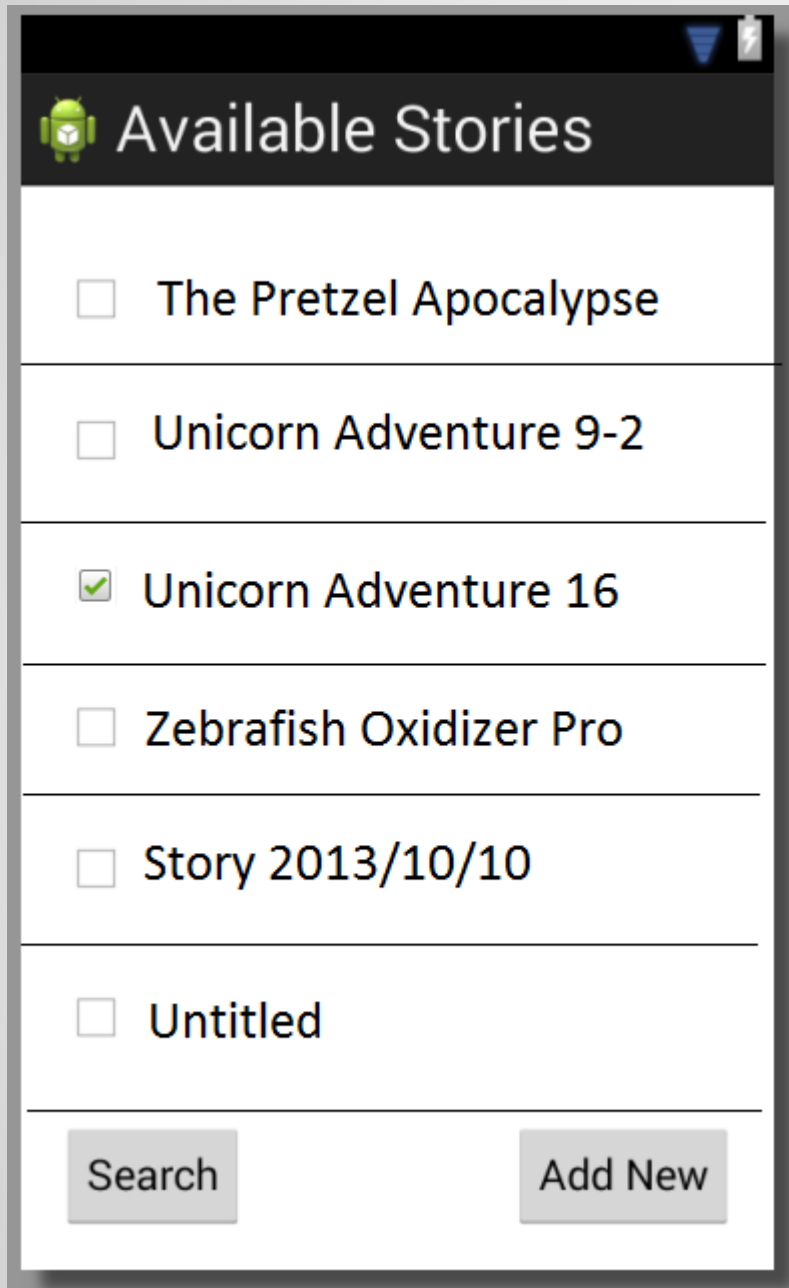 Available Stories
The Pretzel Apocalypse
Unicorn Adventure 9-2
Unicorn Adventure 16
Zebrafish Oxidizer Pro
Story 2013/10/10
Untitled
Search
Add New